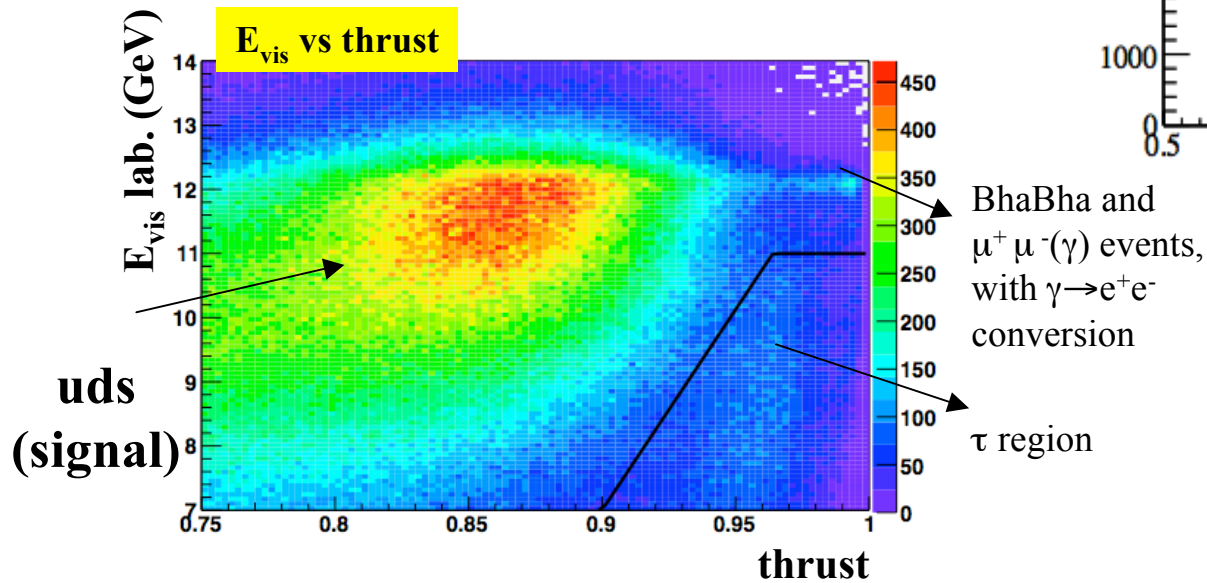 E_vis vs thrust
E_vis lab. (GeV)
14
13
12
11
10
9
8
7
0.75
0.8
0.85
0.9
0.95
1
thrust
450
400
350
300
250
200
150
100
50
0
1000
0
0.5
BhaBha and
μ+ μ-(γ) events,
with γ→e+e-
conversion
τ region
uds
(signal)